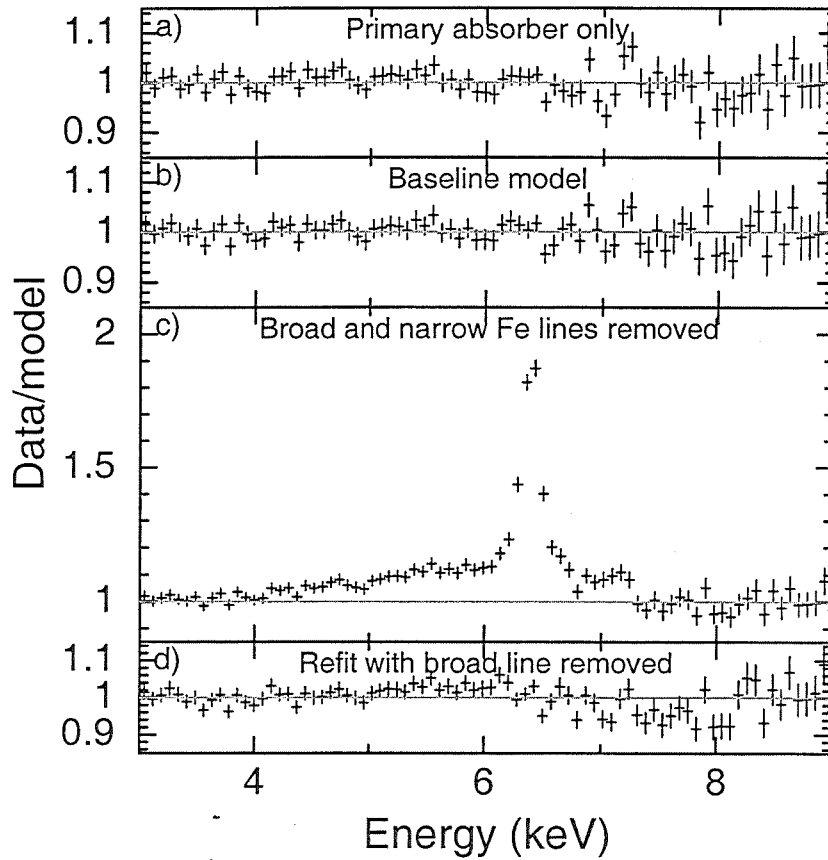 a) Primary absorber only
1.1
1
0.9
b) Baseline model
1.1
1
0.9
c) Broad and narrow Fe lines removed
2
1.5
1
d) Refit with broad line removed
1.1
1
0.9
Data/model
4 6 8
Energy (keV)